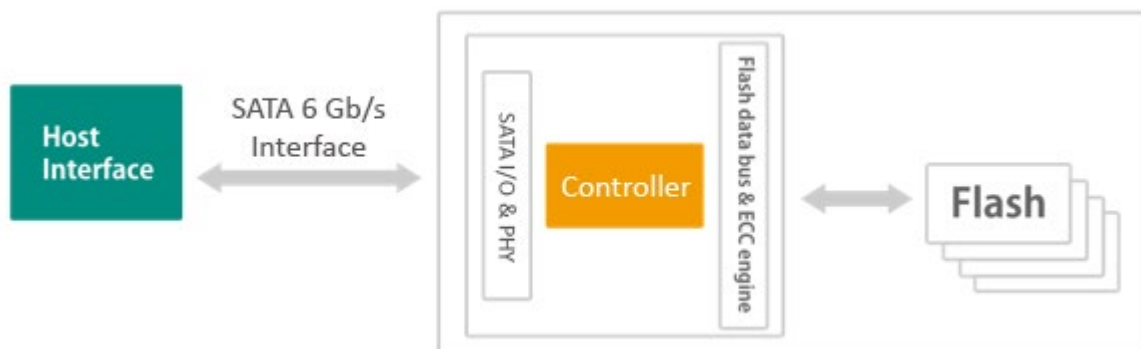 Host
Interface
SATA 6 Gb/s
Interface
SATA I/O & PHY
Controller
Flash data bus & ECC engine
Flash